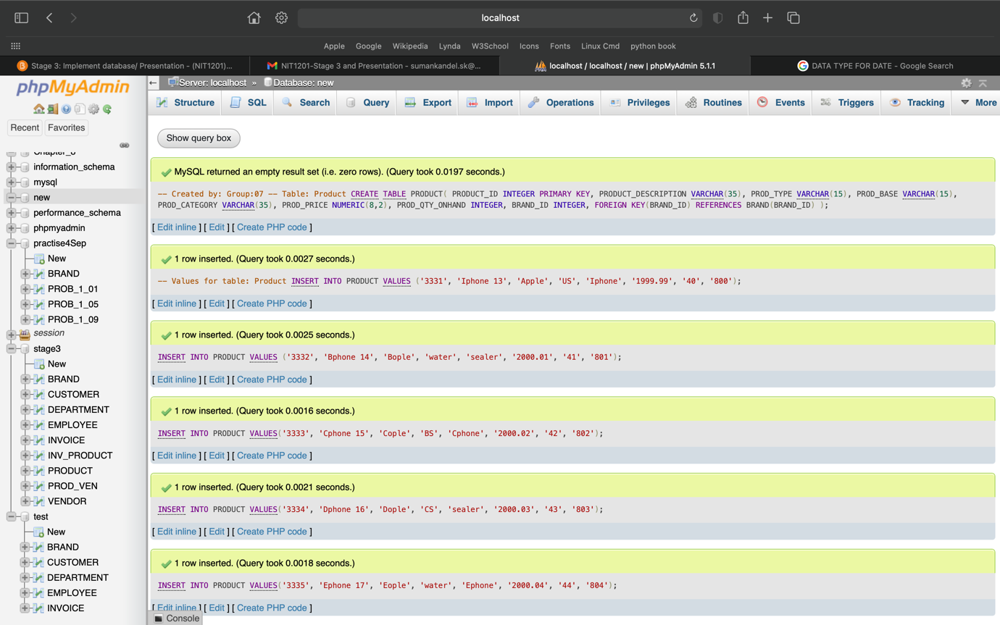 localhost
Apple Google Wikipedia Lynda W3School Icons Fonts Linux Cmd python book
Stage 3: Implement database/ Presentation - (NIT1201)... NIT1201-Stage 3 and Presentation - sumankandel.sk@... localhost / localhost / new | phpMyAdmin 5.1.1 DATA TYPE FOR DATE - Google Search
phpMyAdmin
Recent Favorites
Chapter_8
information_schema
mysql
new
performance_schema
phpmyadmin
practise4Sep
New
BRAND
PROB_1_01
PROB_1_05
PROB_1_09
session
stage3
New
BRAND
CUSTOMER
DEPARTMENT
EMPLOYEE
INVOICE
INV_PRODUCT
PRODUCT
PROD_VEN
VENDOR
test
New
BRAND
CUSTOMER
DEPARTMENT
EMPLOYEE
INVOICE
Server: localhost » Database: new
Structure SQL Search Query Export Import Operations Privileges Routines Events Triggers Tracking More
Show query box
MySQL returned an empty result set (i.e. zero rows). (Query took 0.0197 seconds.)
-- Created by: Group:07 -- Table: Product CREATE TABLE PRODUCT( PRODUCT_ID INTEGER PRIMARY KEY, PRODUCT_DESCRIPTION VARCHAR(35), PROD_TYPE VARCHAR(15), PROD_BASE VARCHAR(15),
PROD_CATEGORY VARCHAR(35), PROD_PRICE NUMERIC(8,2), PROD_QTY_ONHAND INTEGER, BRAND_ID INTEGER, FOREIGN KEY(BRAND_ID) REFERENCES BRAND(BRAND_ID) );
[ Edit inline ] [ Edit ] [ Create PHP code ]
1 row inserted. (Query took 0.0027 seconds.)
-- Values for table: Product INSERT INTO PRODUCT VALUES ('3331', 'Iphone 13', 'Apple', 'US', 'Iphone', '1999.99', '40', '800');
[ Edit inline ] [ Edit ] [ Create PHP code ]
1 row inserted. (Query took 0.0025 seconds.)
INSERT INTO PRODUCT VALUES ('3332', 'Bphone 14', 'Bople', 'water', 'sealer', '2000.01', '41', '801');
[ Edit inline ] [ Edit ] [ Create PHP code ]
1 row inserted. (Query took 0.0016 seconds.)
INSERT INTO PRODUCT VALUES('3333', 'Cphone 15', 'Cople', 'BS', 'Cphone', '2000.02', '42', '802');
[ Edit inline ] [ Edit ] [ Create PHP code ]
1 row inserted. (Query took 0.0021 seconds.)
INSERT INTO PRODUCT VALUES('3334', 'Dphone 16', 'Dople', 'CS', 'sealer', '2000.03', '43', '803');
[ Edit inline ] [ Edit ] [ Create PHP code ]
1 row inserted. (Query took 0.0018 seconds.)
INSERT INTO PRODUCT VALUES('3335', 'Ephone 17', 'Eople', 'water', 'Ephone', '2000.04', '44', '804');
[ Edit inline ] [ Edit ] [ Create PHP code ]
Console